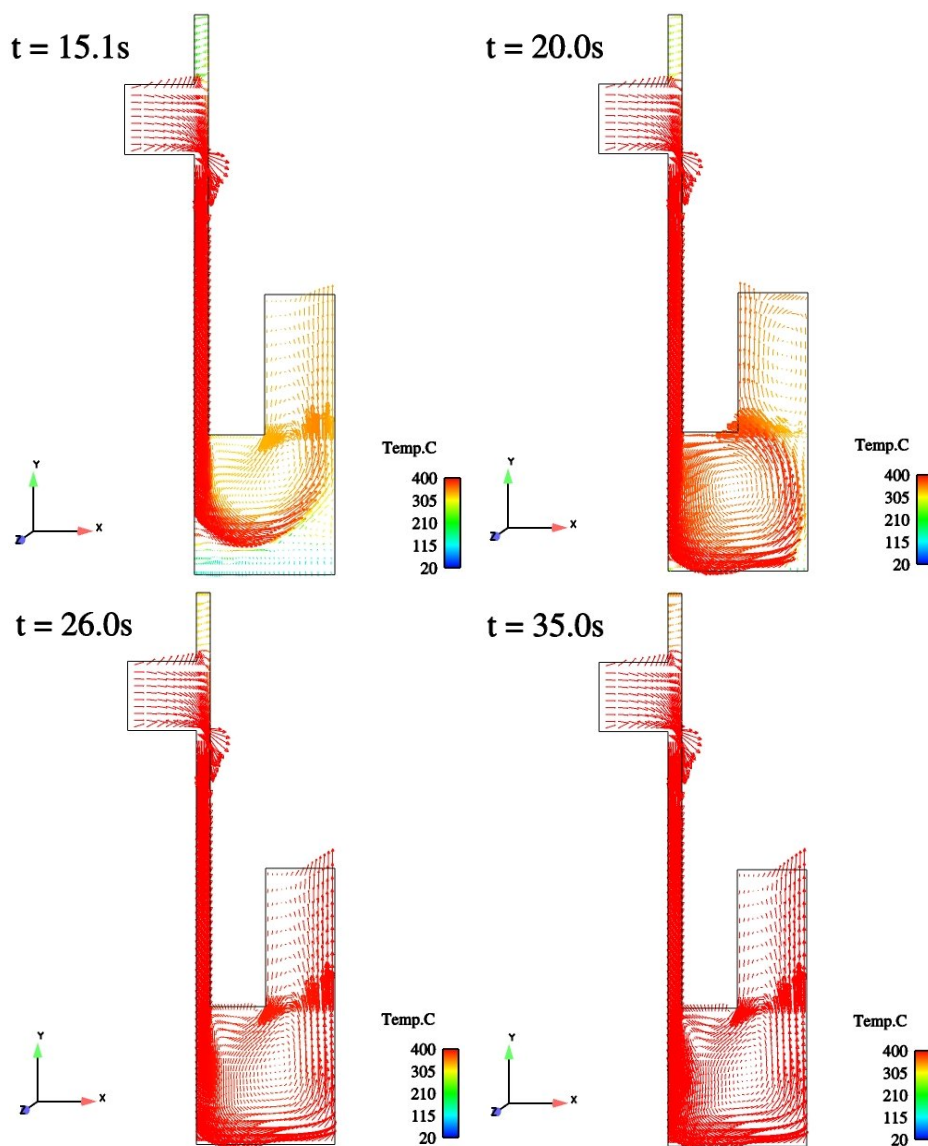 t = 15.1s
Temp.C
400
305
210
115
20
Y
X
Z
t = 20.0s
Temp.C
400
305
210
115
20
Y
X
Z
t = 26.0s
Temp.C
400
305
210
115
20
Y
X
Z
t = 35.0s
Temp.C
400
305
210
115
20
Y
X
Z